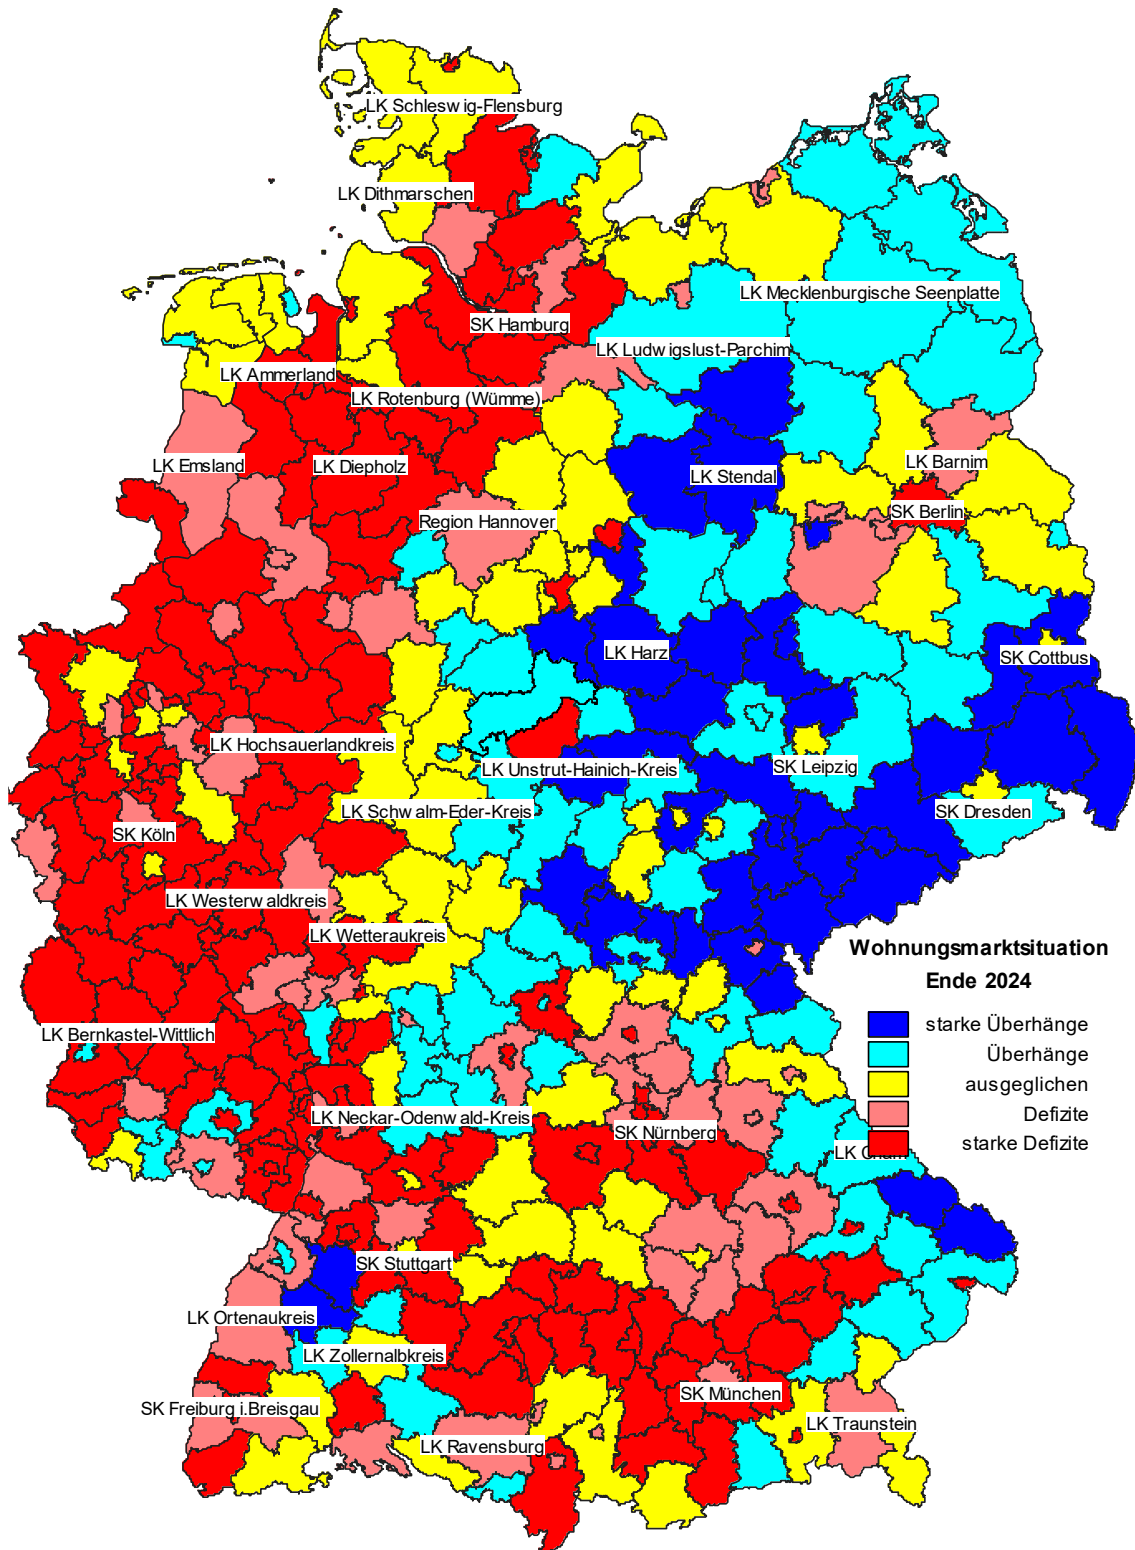 LK Schleswig-Flensburg
LK Dithmarschen
LK Mecklenburgische Seenplatte
SK Hamburg
LK Ludwigslust-Parchim
LK Ammerland
LK Rotenburg (Wümme)
LK Emsland
LK Diepholz
LK Barnim
LK Stendal
SK Berlin
Region Hannover
LK Harz
SK Cottbus
LK Hochsauerlandkreis
LK Unstrut-Hainich-Kreis
SK Leipzig
LK Schwalm-Eder-Kreis
SK Dresden
SK Köln
LK Westerwaldkreis
LK Wetteraukreis
Wohnungsmarktsituation
Ende 2024
starke Überhänge
Überhänge
ausgeglichen
Defizite
starke Defizite
LK Bernkastel-Wittlich
LK Neckar-Odenwald-Kreis
SK Nürnberg
LK
SK Stuttgart
LK Ortenaukreis
LK Zollernalbkreis
SK München
SK Freiburg i.Breisgau
LK Traunstein
LK Ravensburg